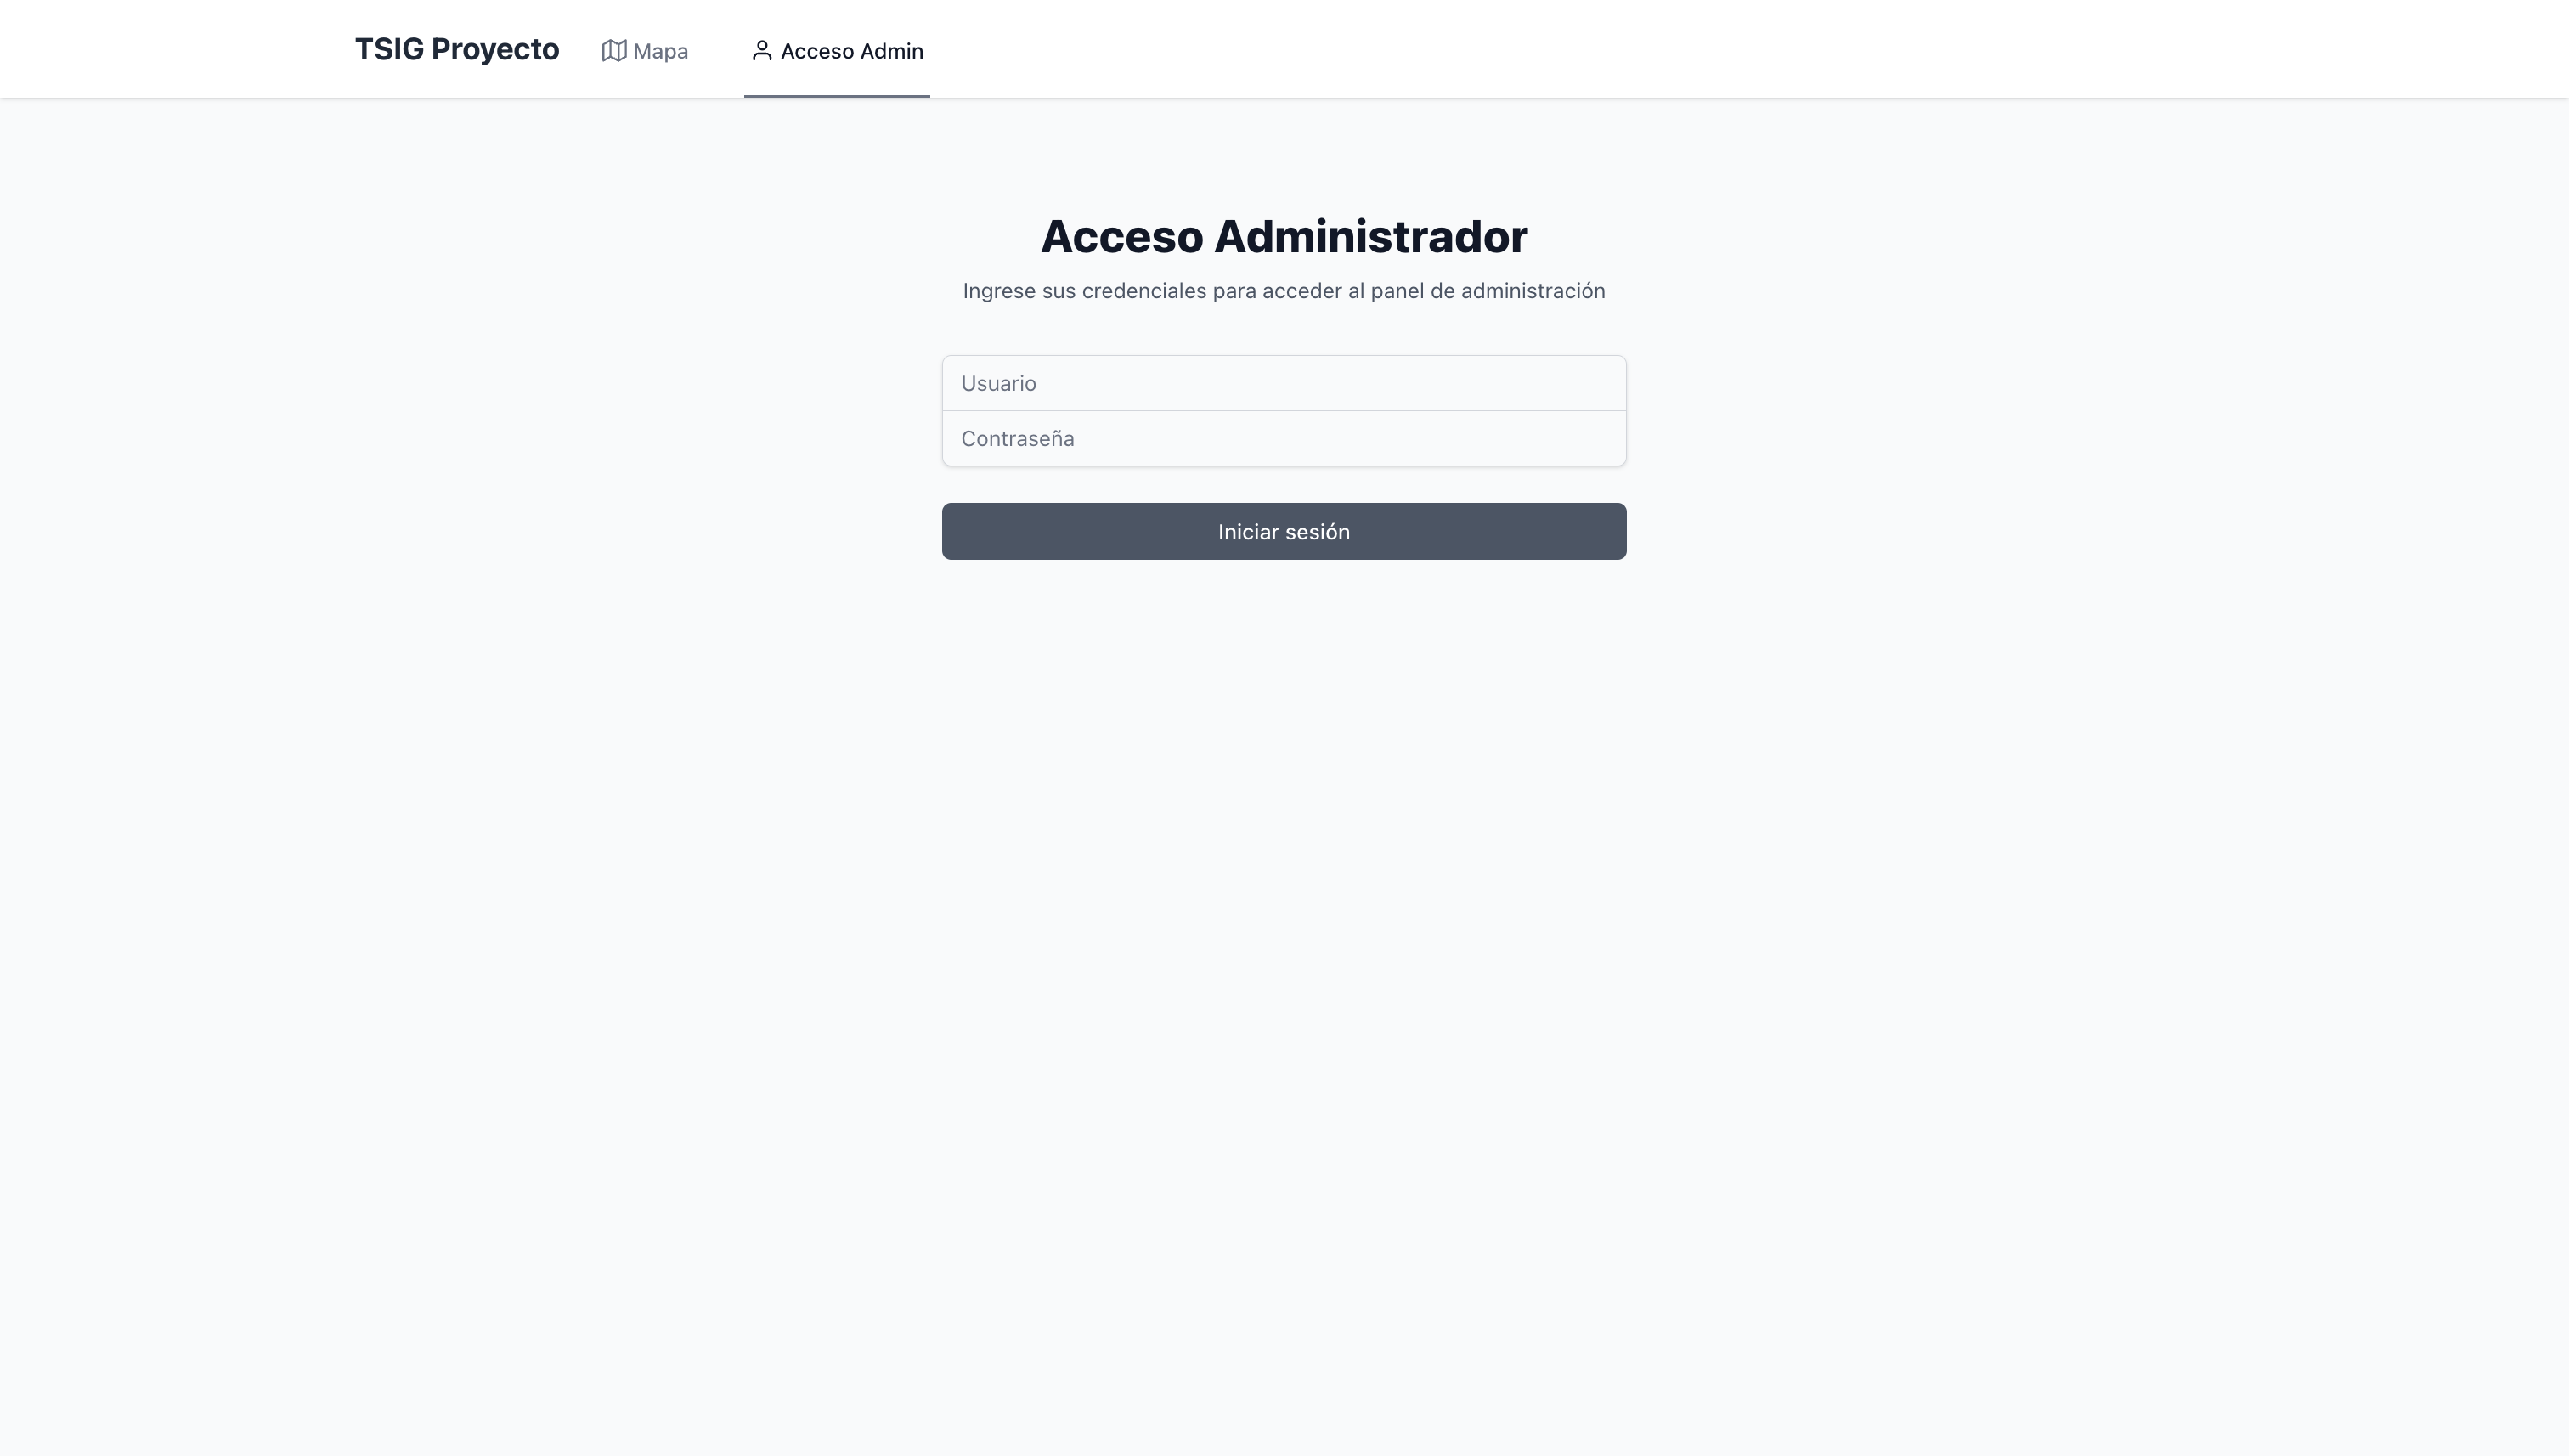 TSIG Proyecto
Mapa
Acceso Admin
Acceso Administrador
Ingrese sus credenciales para acceder al panel de administración
Usuario
Contraseña
Iniciar sesión